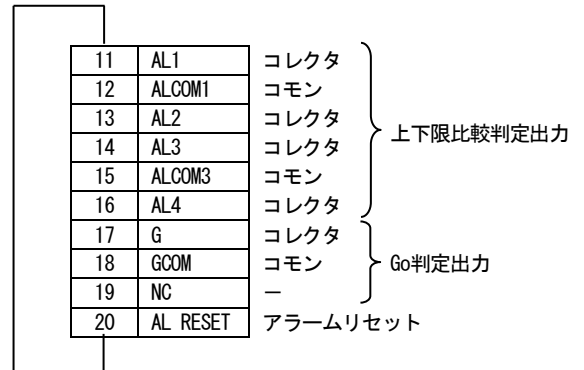 11 AL1 コレクタ
12 ALCOM1 コモン
13 AL2 コレクタ
14 AL3 コレクタ
15 ALCOM3 コモン
16 AL4 コレクタ
上下限比較判定出力
17 G コレクタ
18 GCOM コモン
19 NC －
Go判定出力
20 AL RESET アラームリセット